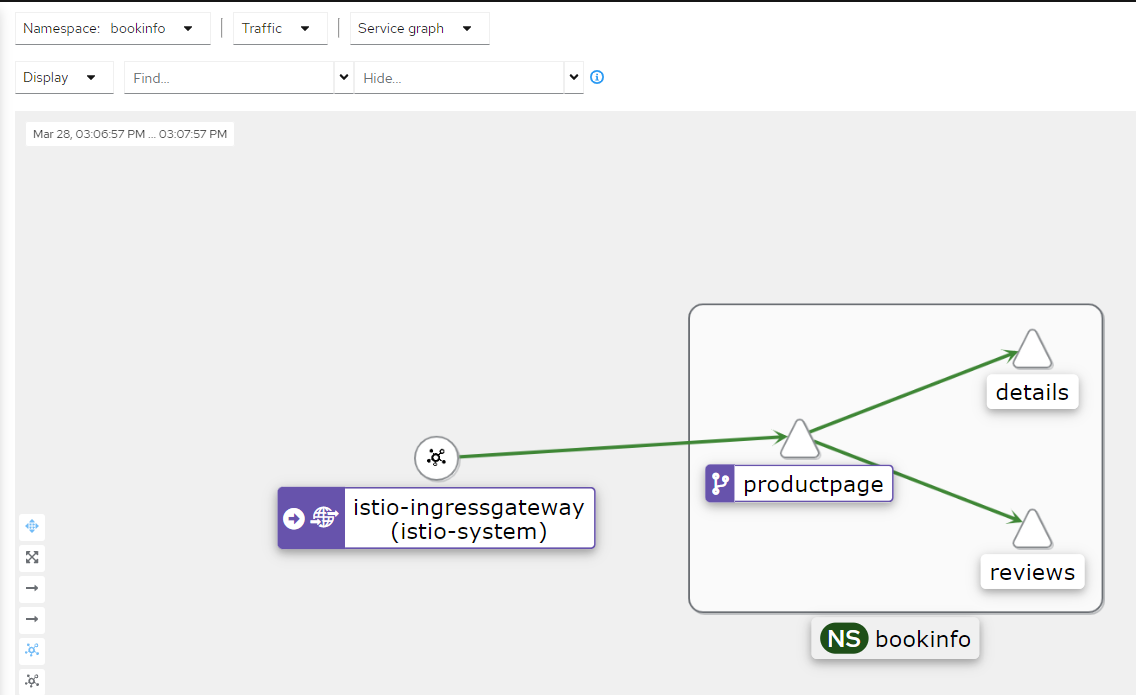 Namespace: bookinfo
Traffic
Service graph
Display
Find...
Hide...
Mar 28, 03:06:57 PM ... 03:07:57 PM
details
productpage
istio-ingressgateway
(istio-system)
reviews
NS bookinfo